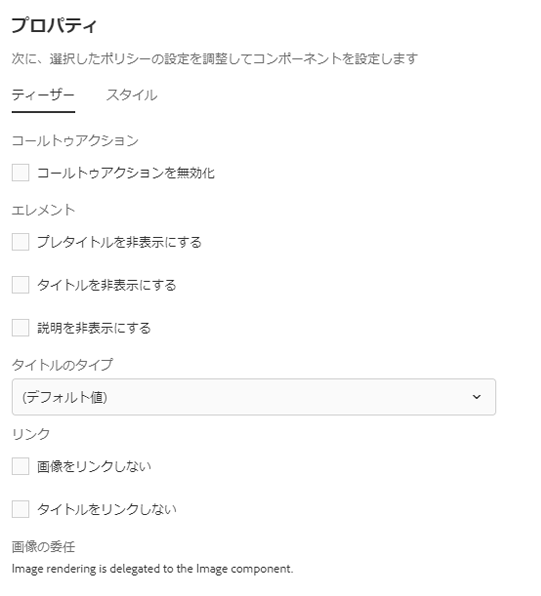 プロパティ
次に、選択したポリシーの設定を調整してコンポーネントを設定します
ティーザー
スタイル
コールトゥアクション
コールトゥアクションを無効化
エレメント
プレタイトルを非表示にする
タイトルを非表示にする
説明を非表示にする
タイトルのタイプ
(デフォルト値)
リンク
画像をリンクしない
タイトルをリンクしない
画像の委任
Image rendering is delegated to the Image component.